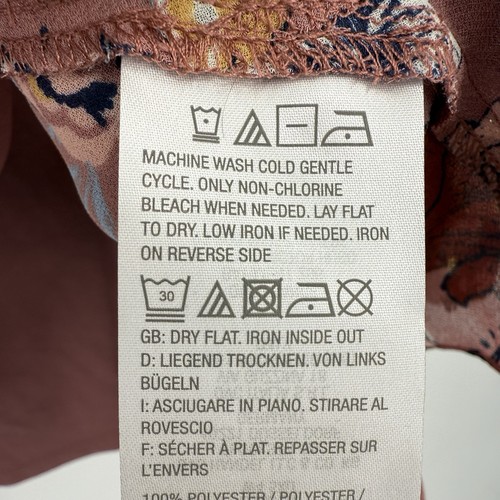 MACHINE WASH COLD GENTLE
CYCLE. ONLY NON-CHLORINE
BLEACH WHEN NEEDED. LAY FLAT
TO DRY. LOW IRON IF NEEDED. IRON
ON REVERSE SIDE
30
GB: DRY FLAT. IRON INSIDE OUT
D: LIEGEND TROCKNEN. VON LINKS
BÜGELN
I: ASCIUGARE IN PIANO. STIRARE AL
ROVESCIO
F: SÉCHER À PLAT. REPASSER SUR
L'ENVERS
100% POLYESTER / POLYESTER /